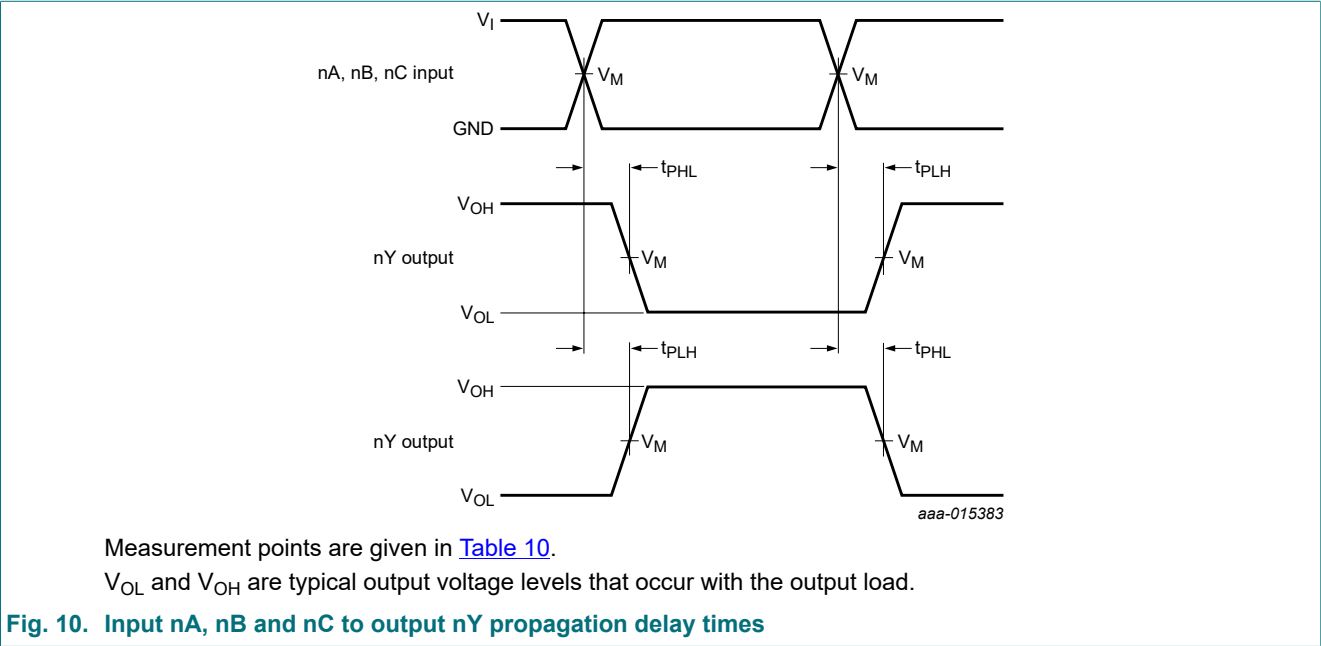 VI
nA, nB, nC input
VM
VM
GND
tPHL
tPLH
VOH
nY output
VM
VM
VOL
tPLH
tPHL
VOH
nY output
VM
VM
VOL
aaa-015383
Measurement points are given in Table 10.
VOL and VOH are typical output voltage levels that occur with the output load.
Fig. 10. Input nA, nB and nC to output nY propagation delay times